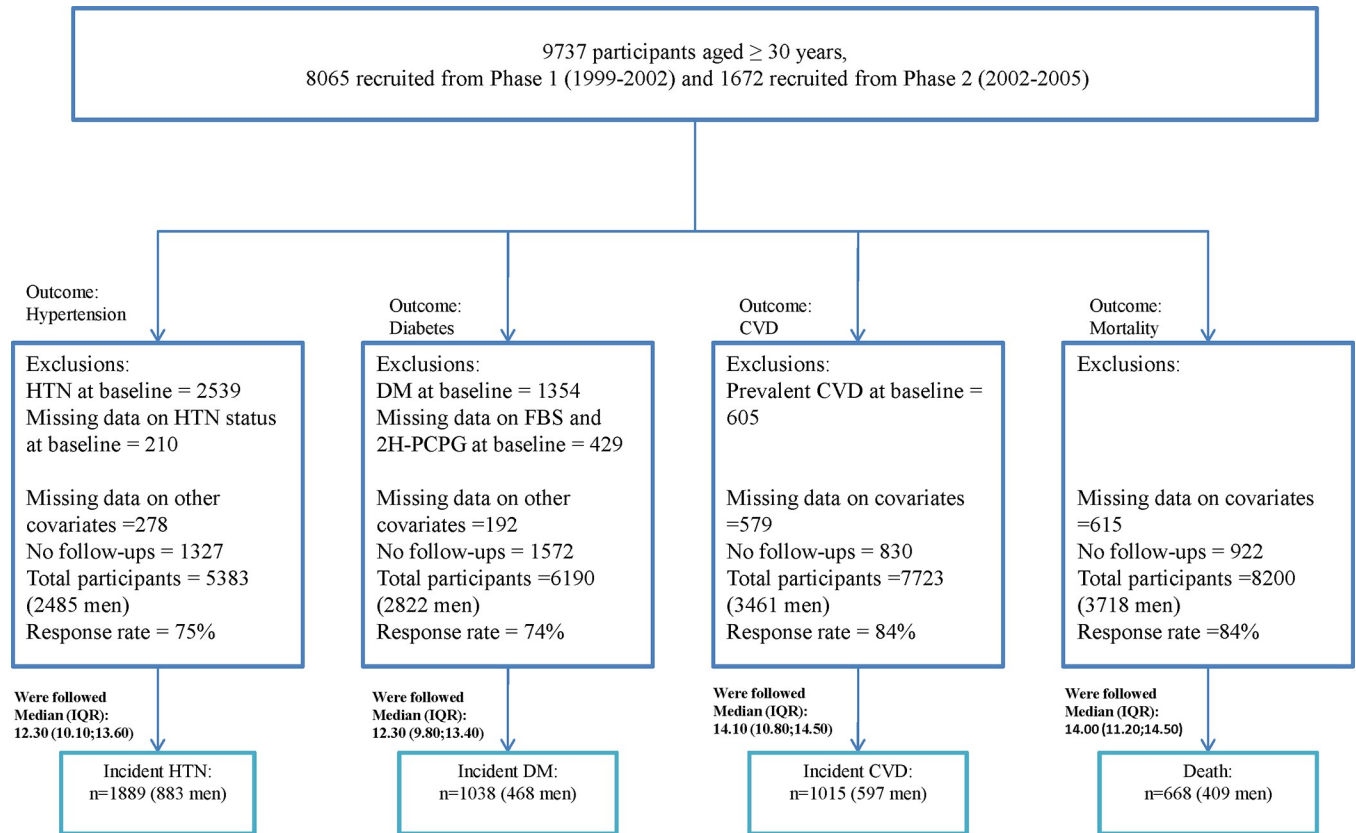 9737 participants aged ≥ 30 years,
8065 recruited from Phase 1 (1999-2002) and 1672 recruited from Phase 2 (2002-2005)
Outcome:
Hypertension
Exclusions:
HTN at baseline = 2539
Missing data on HTN status
at baseline = 210
Missing data on other
covariates =278
No follow-ups = 1327
Total participants = 5383
(2485 men)
Response rate = 75%
Were followed
Median (IQR):
12.30 (10.10;13.60)
Incident HTN:
n=1889 (883 men)
Outcome:
Diabetes
Exclusions:
DM at baseline = 1354
Missing data on FBS and
2H-PCPG at baseline = 429
Missing data on other
covariates =192
No follow-ups = 1572
Total participants =6190
(2822 men)
Response rate = 74%
Were followed
Median (IQR):
12.30 (9.80;13.40)
Incident DM:
n=1038 (468 men)
Outcome:
CVD
Exclusions:
Prevalent CVD at baseline =
605
Missing data on covariates
=579
No follow-ups = 830
Total participants =7723
(3461 men)
Response rate = 84%
Were followed
Median (IQR):
14.10 (10.80;14.50)
Incident CVD:
n=1015 (597 men)
Outcome:
Mortality
Exclusions:
Missing data on covariates
=615
No follow-ups = 922
Total participants =8200
(3718 men)
Response rate =84%
Were followed
Median (IQR):
14.00 (11.20;14.50)
Death:
n=668 (409 men)